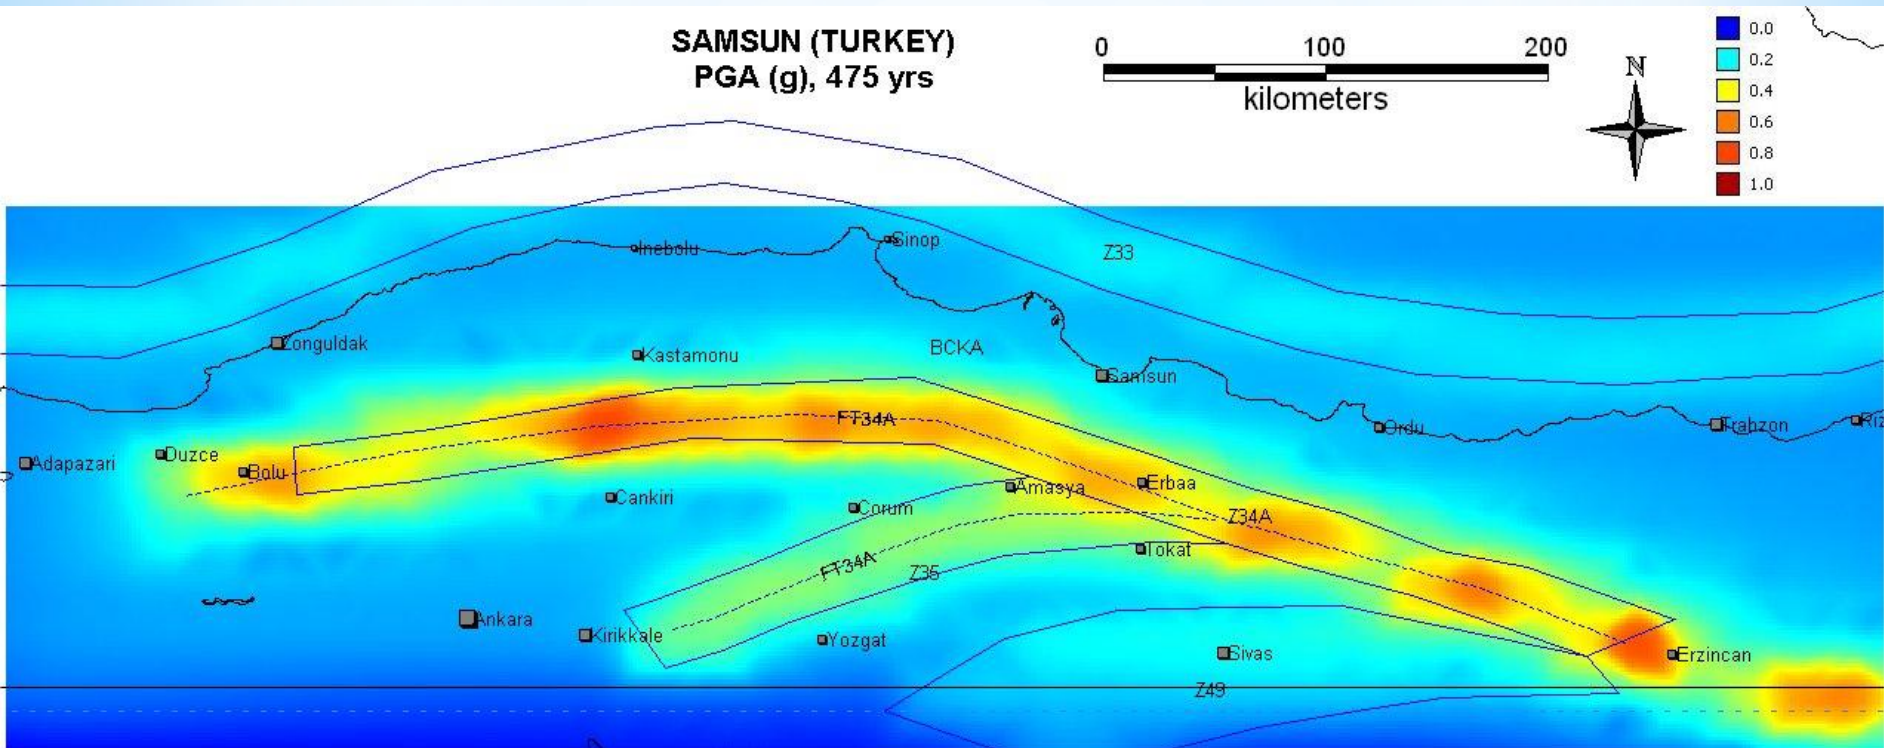 SAMSUN (TURKEY)
PGA (g), 475 yrs
0 100 200
kilometers
N
0.0
0.2
0.4
0.6
0.8
1.0
Sinop
Inebolu
Z33
Zonguldak
Kastamonu
BCKA
Samsun
FT34A
Ordu
Trabzon
Riz
Adapazari
Duzce
Bolu
Cankiri
Amasya
Erbaa
Corum
Z34A
Tokat
FT34A
Z35
Ankara
Kirikkale
Yozgat
Sivas
Erzincan
Z49